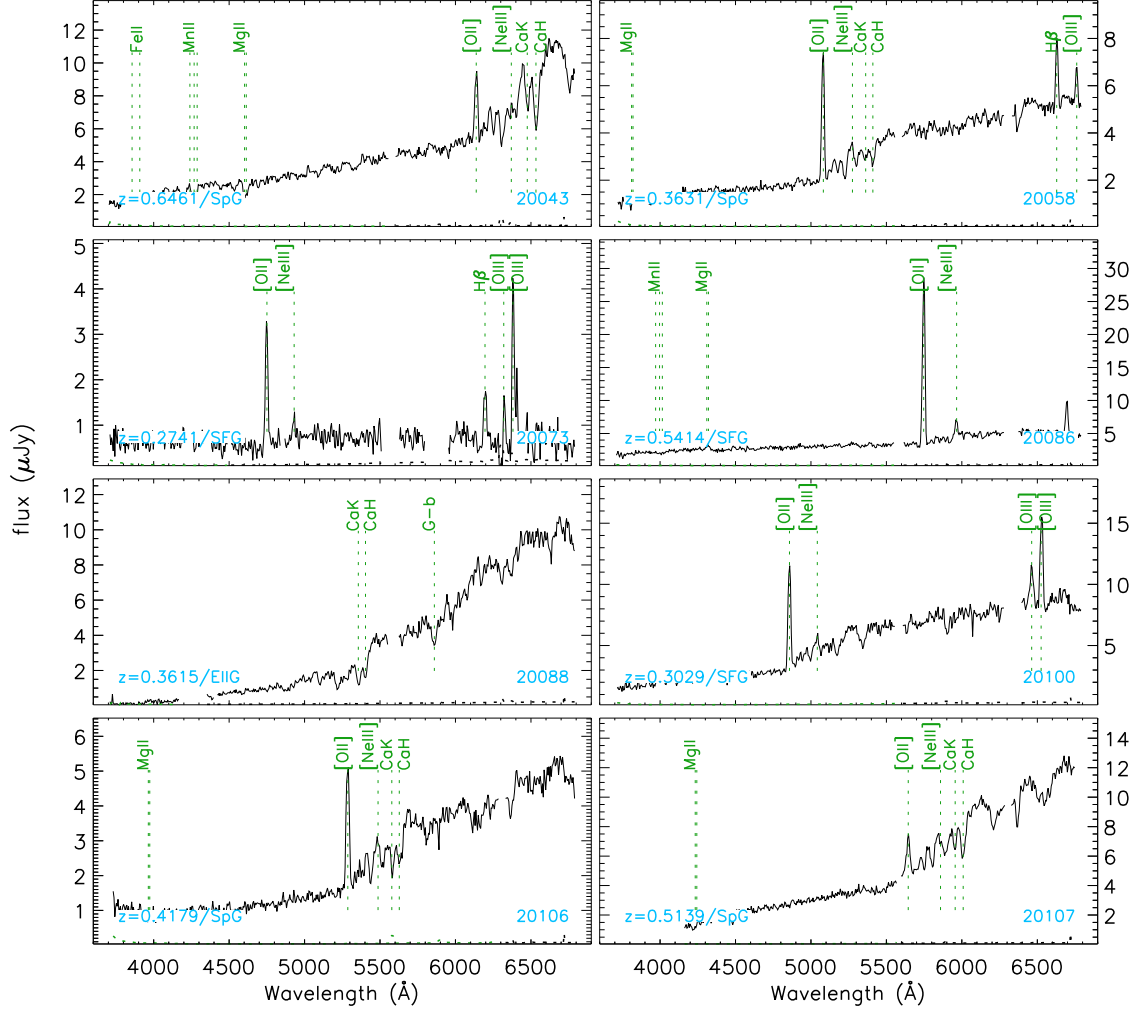 FeII MnII MgII [OII] [NeIII] CaK CaH
12
10
8
6
4
2
z=0.6461/SpG 20043
MgII [OII] [NeIII] CaK CaH Hβ [OIII]
8
6
4
2
z=0.3631/SpG 20058
[OII] [NeIII] Hβ [OIII] [OIII]
5
4
3
2
1
z=0.2741/SFG 20073
MnII MgII [OII] [NeIII]
30
25
20
15
10
5
z=0.5414/SFG 20086
CaK CaH G-b
12
10
8
6
4
2
z=0.3615/EllG 20088
[OII] [NeIII] [OIII] [OIII]
15
10
5
z=0.3029/SFG 20100
MgII [OII] [NeIII] CaK CaH
6
5
4
3
2
1
z=0.4179/SpG 20106
MgII [OII] [NeIII] CaK CaH
14
12
10
8
6
4
2
z=0.5139/SpG 20107
flux (μJy)
4000 4500 5000 5500 6000 6500
4000 4500 5000 5500 6000 6500
Wavelength (Å)
Wavelength (Å)